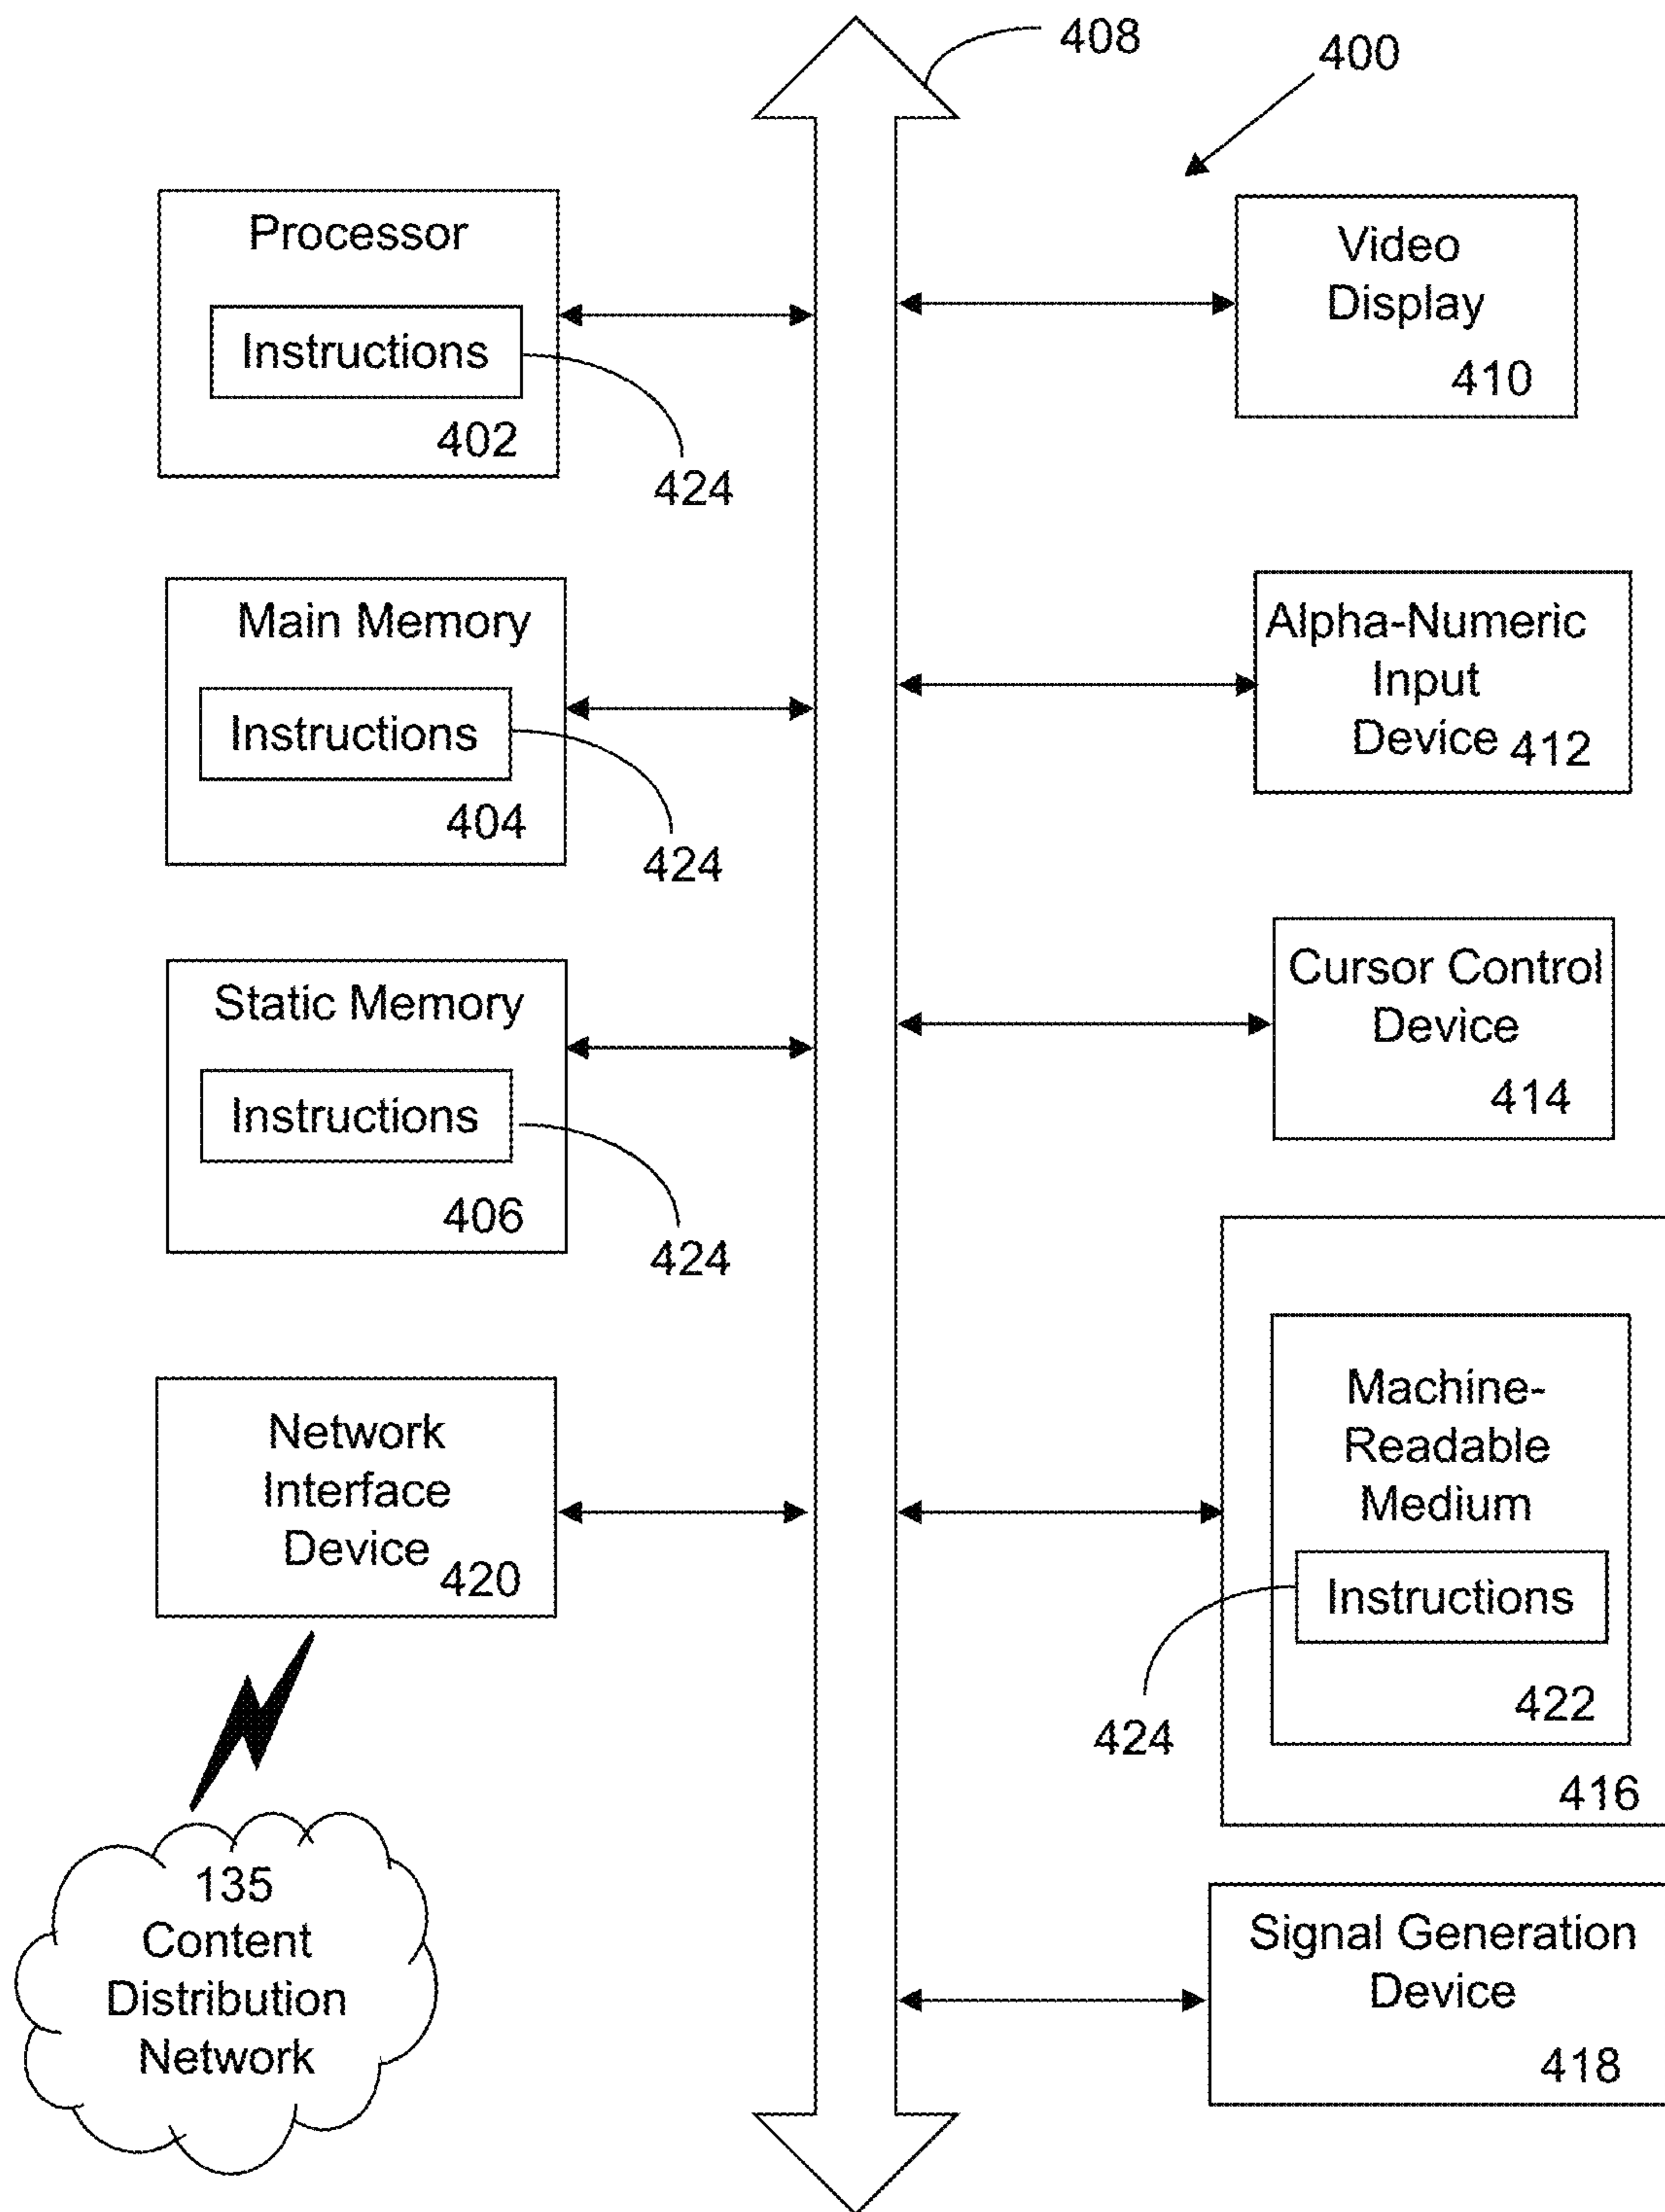 408
400
Processor
Instructions
402
424
Video
Display
410
Main Memory
Instructions
404
424
Alpha-Numeric
Input
Device 412
Static Memory
Instructions
406
424
Cursor Control
Device
414
Network
Interface
Device
420
Machine-
Readable
Medium
Instructions
424
422
416
135
Content
Distribution
Network
Signal Generation
Device
418